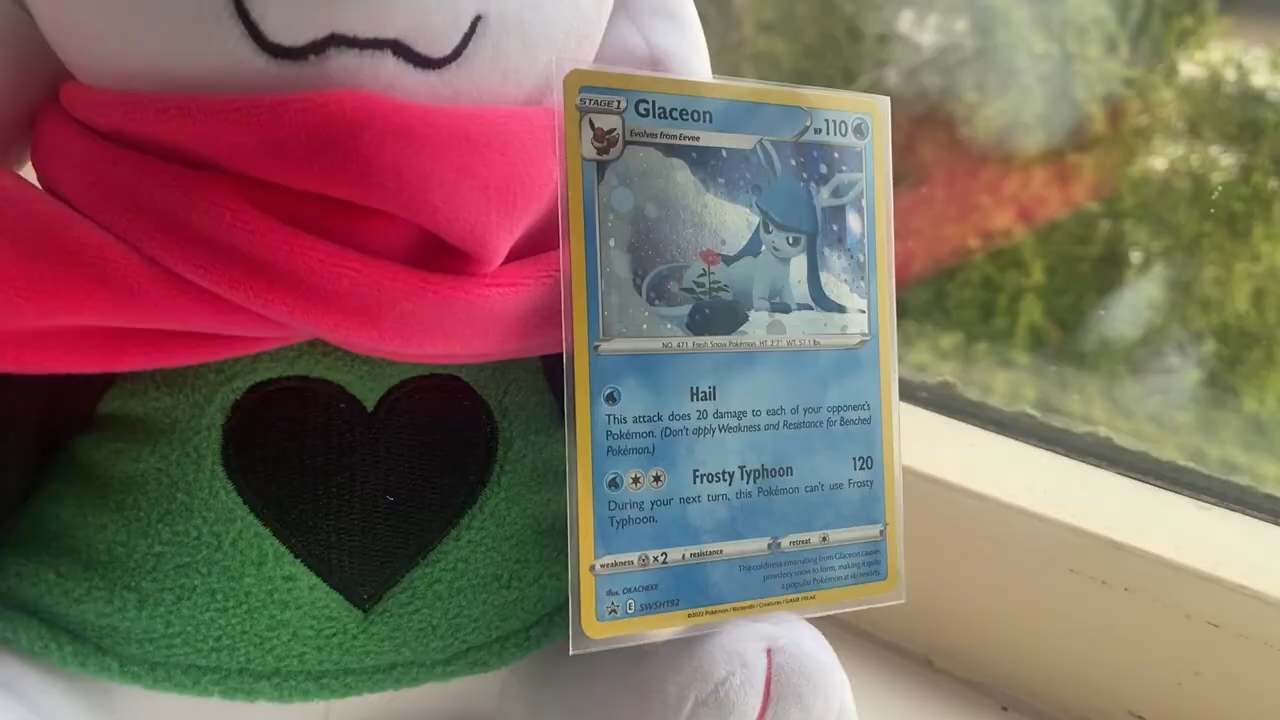 STAGE 1 Glaceon HP 110
Evolves from Eevee
NO. 471 Fresh Snow Pokémon HT: 2'7" WT: 57.1 lbs
Hail
This attack does 20 damage to each of your opponent's
Pokémon. (Don't apply Weakness and Resistance for Benched
Pokémon.)
Frosty Typhoon 120
During your next turn, this Pokémon can't use Frosty
Typhoon.
weakness ×2 resistance retreat
The coldness emanating from Glaceon causes
powdery snow to form, making it quite
a popular Pokémon at ski resorts.
Illus. OKACHEKE
E SWSH192
©2022 Pokémon / Nintendo / Creatures / GAME FREAK